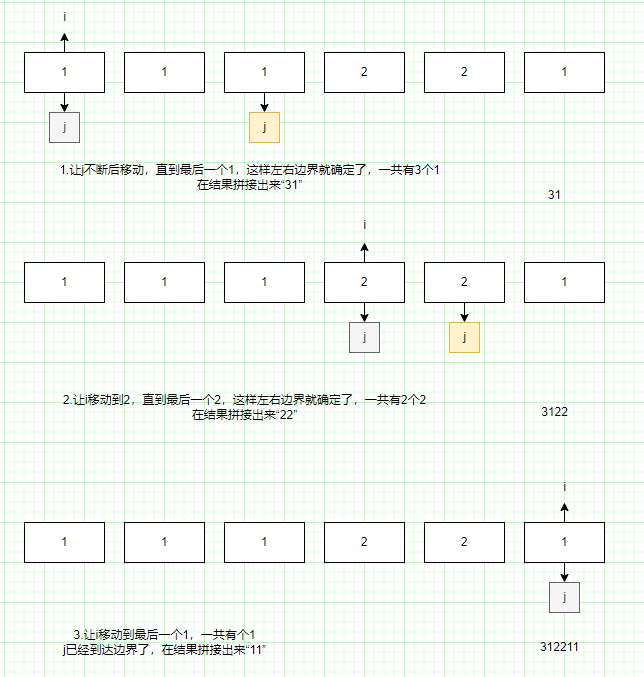 i
1 1 1 2 2 1
j j
1.让j不断后移动，直到最后一个1，这样左右边界就确定了，一共有3个1
在结果拼接出来“31”
31
i
1 1 1 2 2 1
j j
2.让i移动到2，直到最后一个2，这样左右边界就确定了，一共有2个2
在结果拼接出来“22”
3122
i
1 1 1 2 2 1
j
3.让i移动到最后一个1，一共有个1
j已经到达边界了，在结果拼接出来“11”
312211